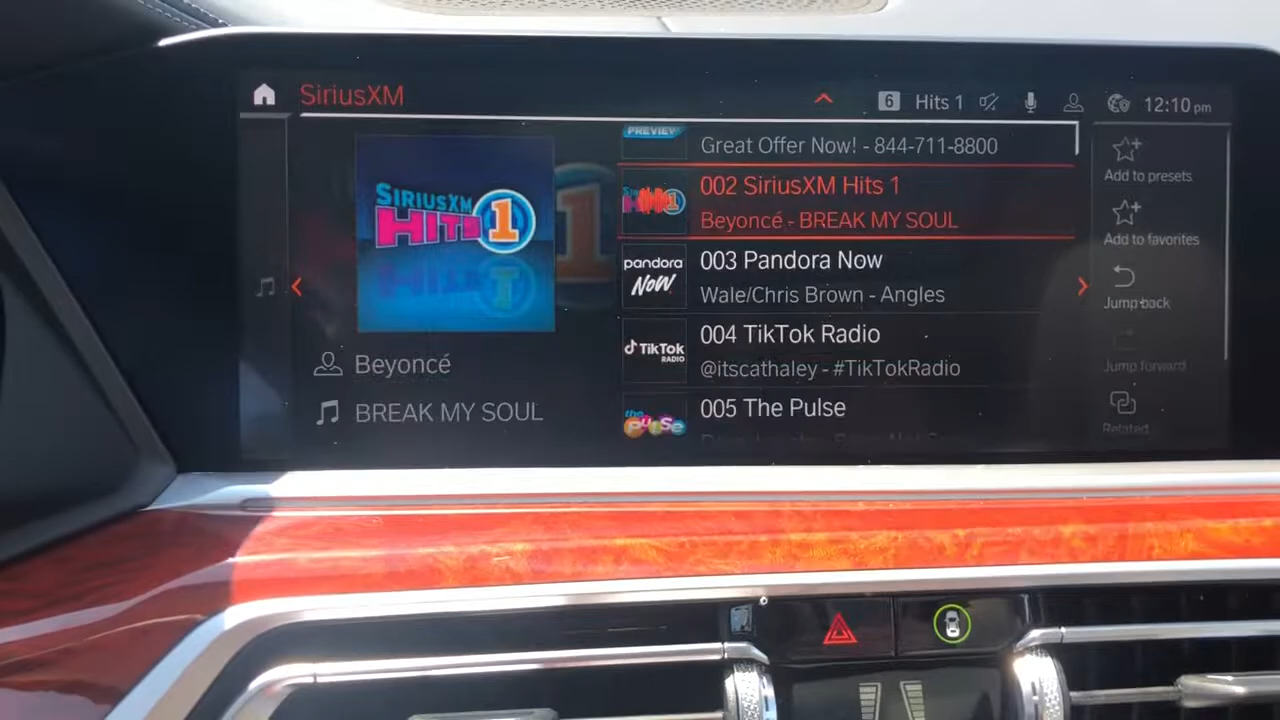 SiriusXM
6 Hits 1
12:10 pm
SIRIUSXM
HITS 1
Beyoncé
BREAK MY SOUL
PREVIEW
Great Offer Now! - 844-711-8800
002 SiriusXM Hits 1
Beyoncé - BREAK MY SOUL
pandora
NOW
003 Pandora Now
Wale/Chris Brown - Angles
TikTok
RADIO
004 TikTok Radio
@itscathaley - #TikTokRadio
the
pulse
005 The Pulse
Add to presets
Add to favorites
Jump back
Jump forward
Related